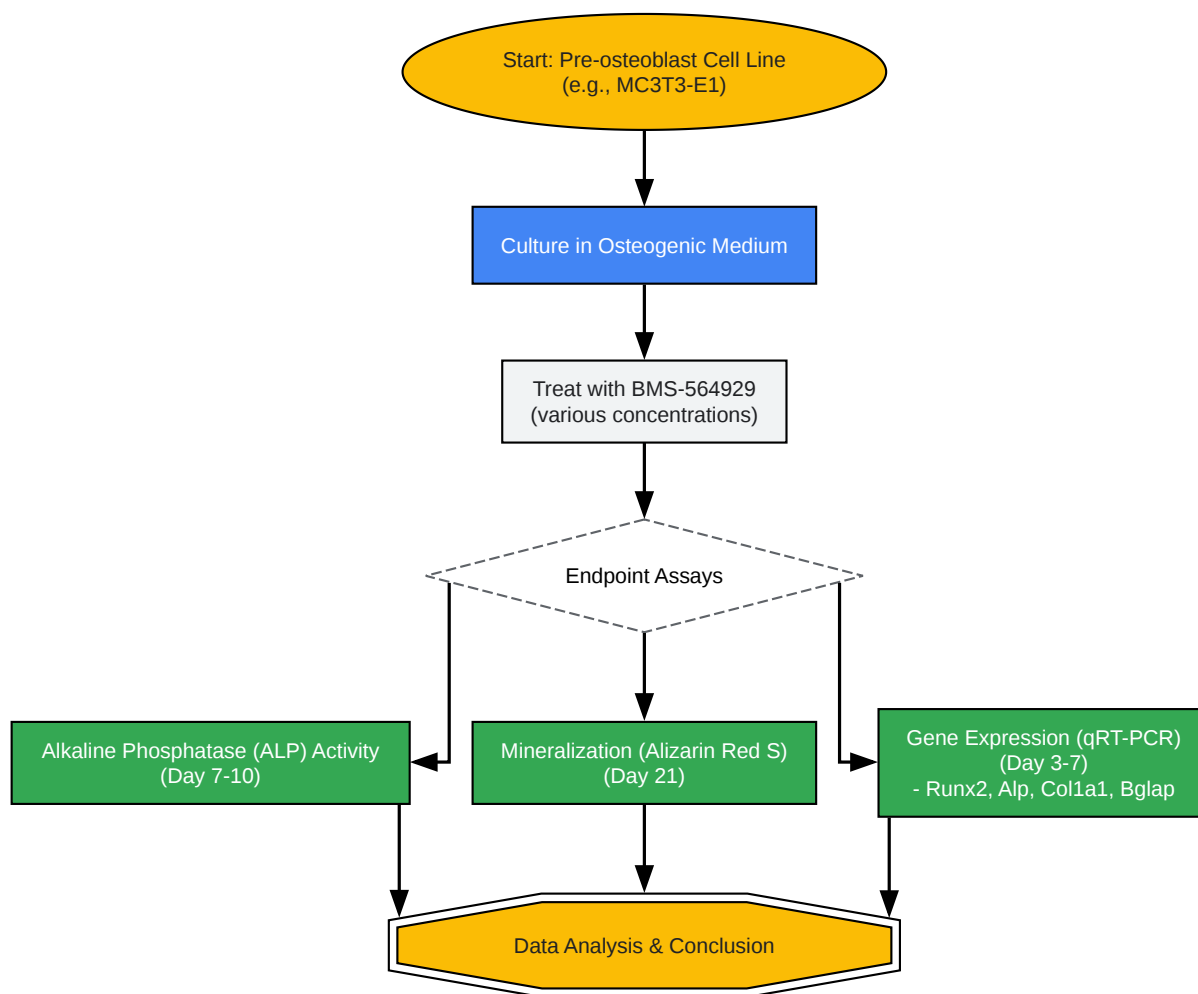 Start: Pre-osteoblast Cell Line
(e.g., MC3T3-E1)
Culture in Osteogenic Medium
Treat with BMS-564929
(various concentrations)
Endpoint Assays
Alkaline Phosphatase (ALP) Activity
(Day 7-10)
Mineralization (Alizarin Red S)
(Day 21)
Gene Expression (qRT-PCR)
(Day 3-7)
- Runx2, Alp, Col1a1, Bglap
Data Analysis & Conclusion